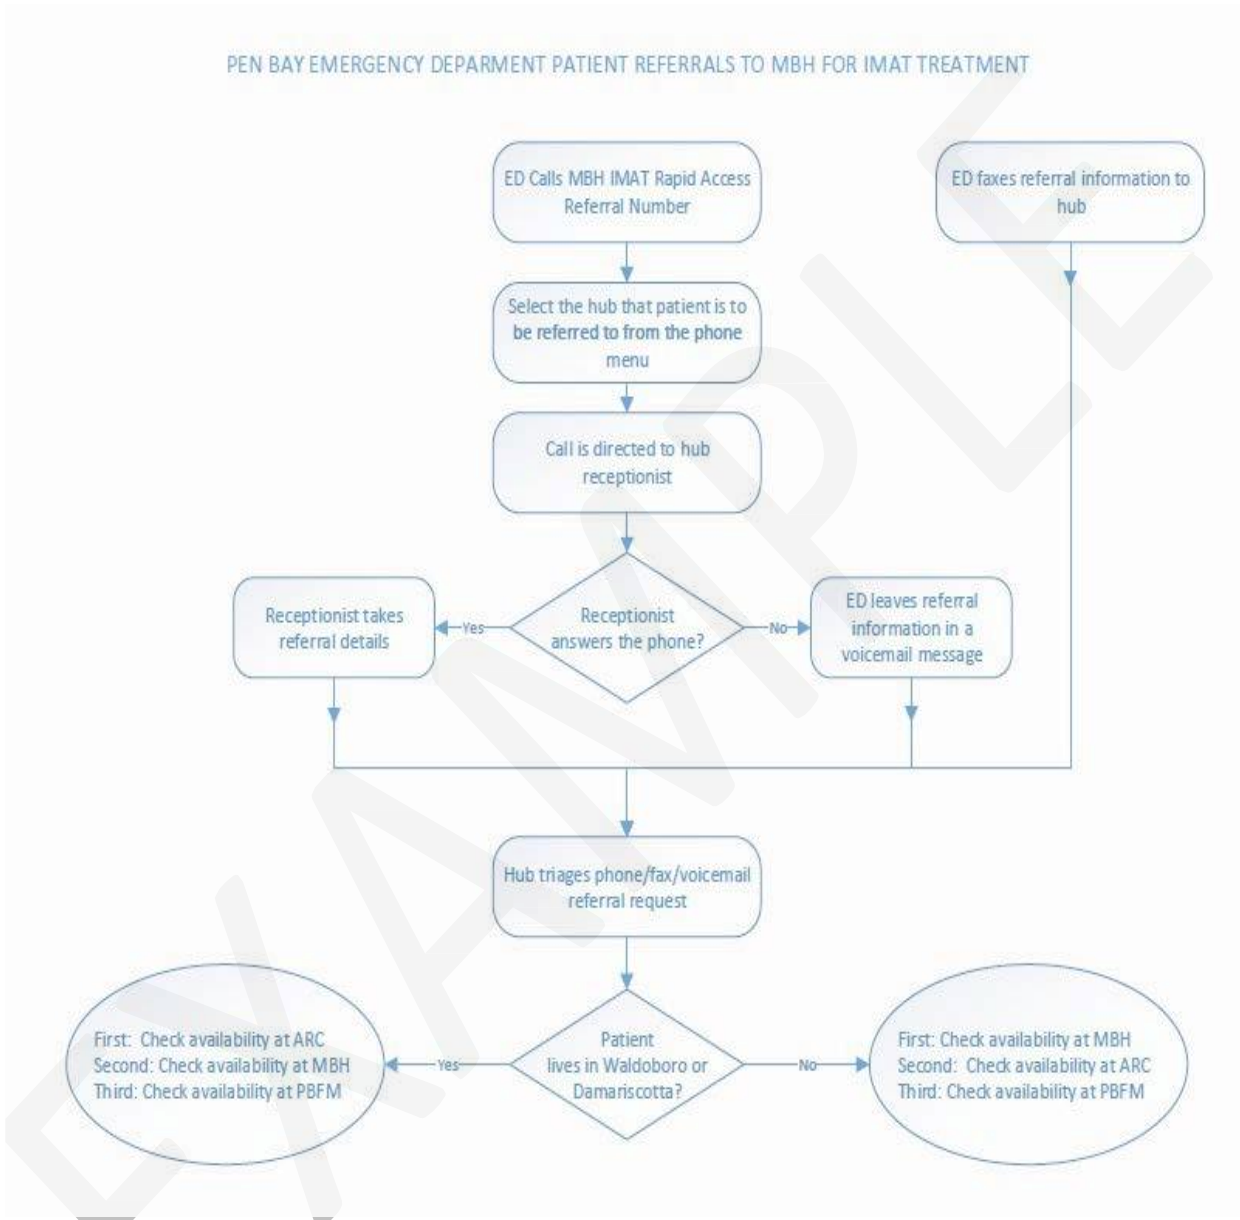 PEN BAY EMERGENCY DEPARMENT PATIENT REFERRALS TO MBH FOR IMAT TREATMENT
ED Calls MBH IMAT Rapid Access
Referral Number
ED faxes referral information to
hub
Select the hub that patient is to
be referred to from the phone
menu
Call is directed to hub
receptionist
Receptionist takes
referral details
Yes
Receptionist
answers the phone?
No
ED leaves referral
information in a
voicemail message
Hub triages phone/fax/voicemail
referral request
First: Check availability at ARC
Second: Check availability at MBH
Third: Check availability at PBFM
Yes
Patient
lives in Waldoboro or
Damariscotta?
No
First: Check availability at MBH
Second: Check availability at ARC
Third: Check availability at PBFM
EXAMPLE